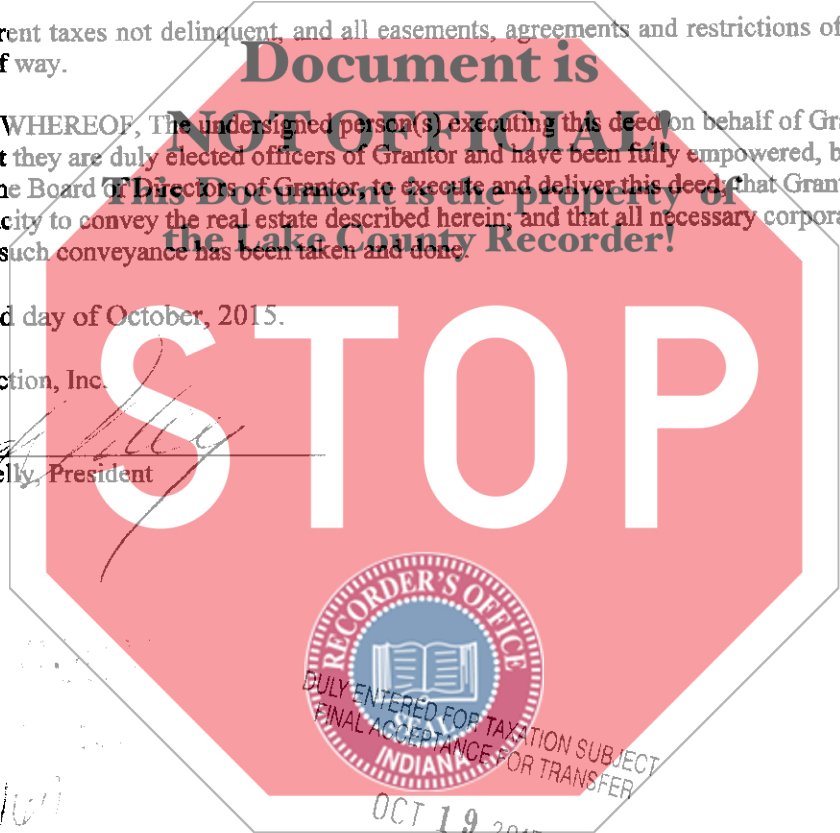 rent taxes not delinquent, and all easements, agreements and restrictions of
f way.
Document is
NOT OFFICIAL!
WHEREOF, The undersigned person(s) executing this deed on behalf of Gr
t they are duly elected officers of Grantor and have been fully empowered, b
e Board of Directors of Grantor, to execute and deliver this deed; that Grant
This Document is the property of
city to convey the real estate described herein; and that all necessary corpora
the Lake County Recorder!
such conveyance has been taken and done.
d day of October, 2015.
ction, Inc.
elly, President
STOP
RECORDER'S OFFICE
SEAL
INDIANA
DULY ENTERED FOR TAXATION SUBJECT
FINAL ACCEPTANCE FOR TRANSFER
OCT 19 2015